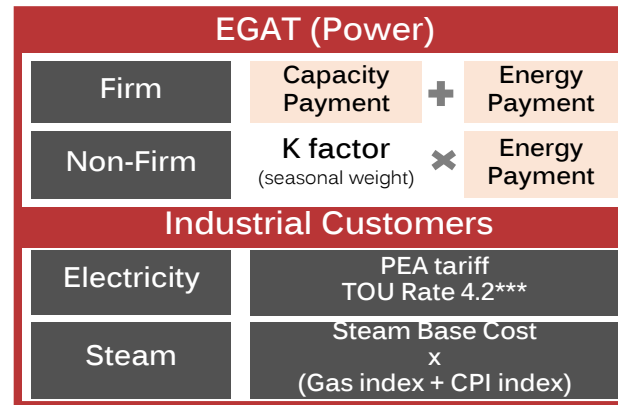 EGAT (Power)
Firm
Capacity
Payment
+
Energy
Payment
Non-Firm
K factor
(seasonal weight)
×
Energy
Payment
Industrial Customers
Electricity
PEA tariff
TOU Rate 4.2***
Steam
Steam Base Cost
x
(Gas index + CPI index)